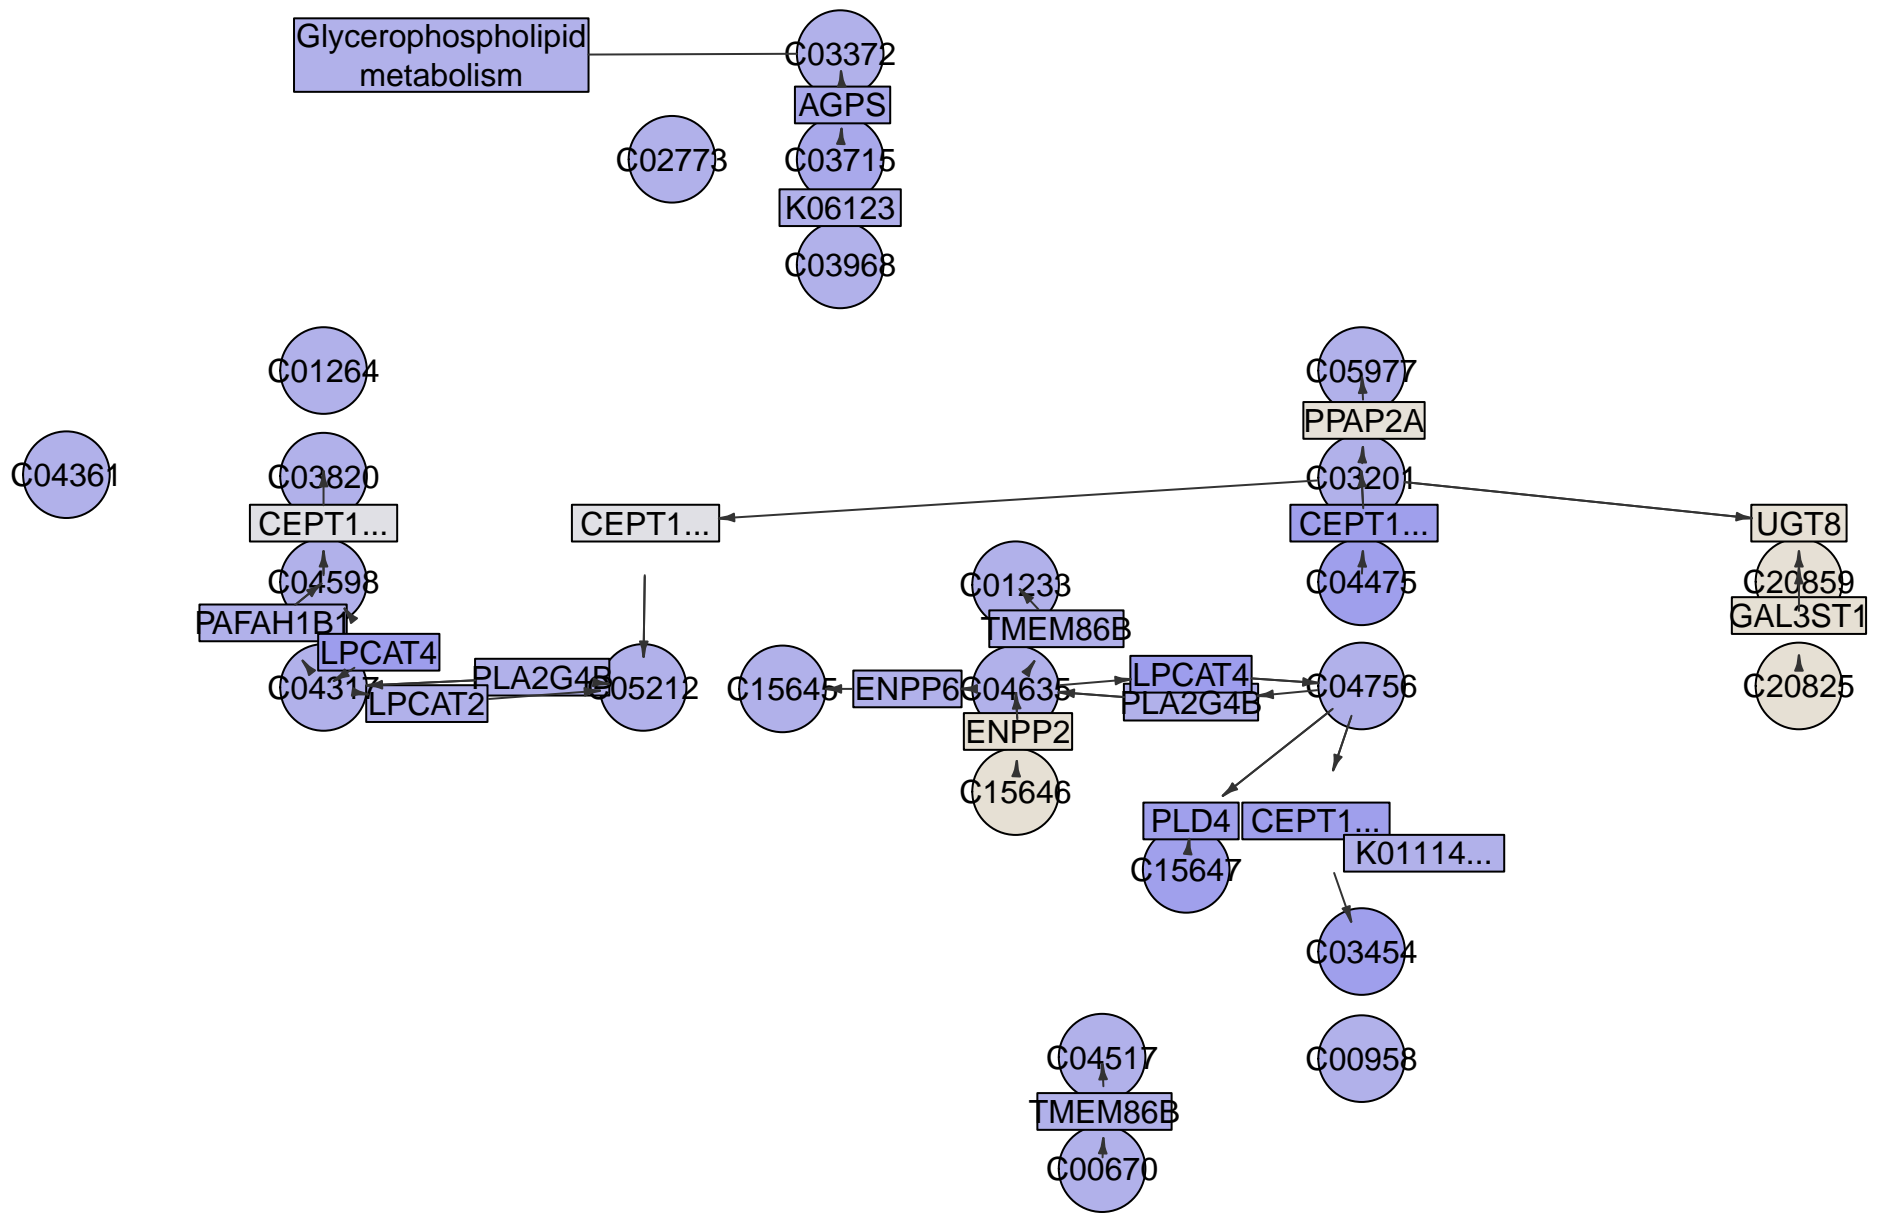 Glycerophospholipid
metabolism
C03372
AGPS
C02773
C03715
K06123
C03968
C01264
C05977
PPAP2A
C04361
C03820
C03201
CEPT1...
CEPT1...
CEPT1...
UGT8
C04598
C01233
C04475
C20859
PAFAH1B1
TMEM86B
GAL3ST1
LPCAT4
C04317
PLA2G4B
LPCAT2
C05212
C15645
ENPP6
C04635
LPCAT4
PLA2G4B
C04756
C20825
ENPP2
C15646
PLD4
CEPT1...
K01114...
C15647
C03454
C04517
C00958
TMEM86B
C00670